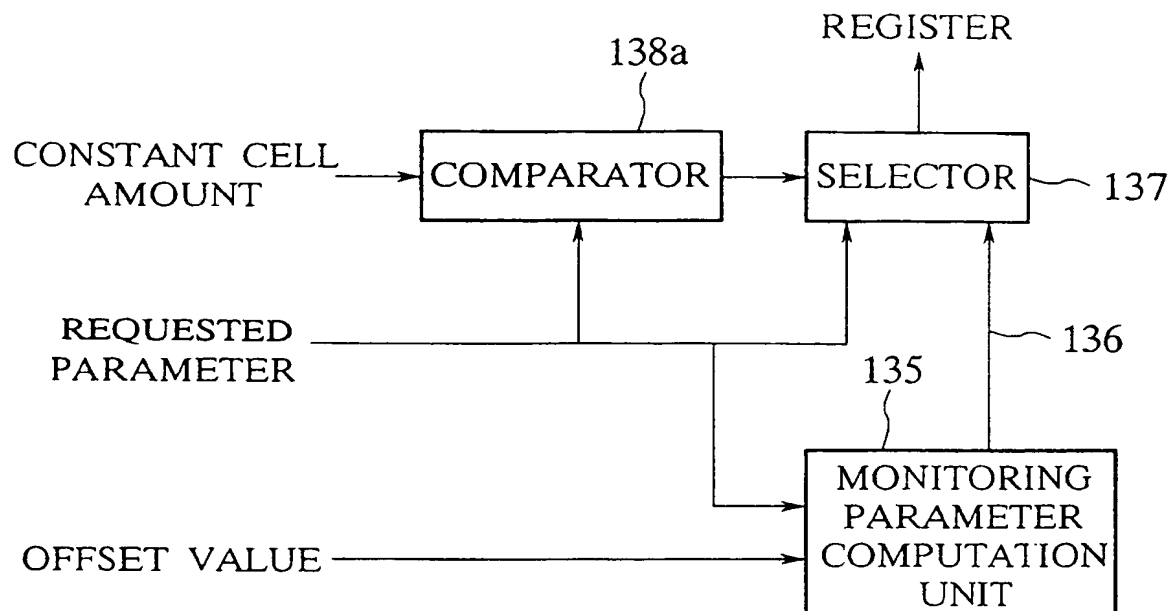 REGISTER
138a
CONSTANT CELL
AMOUNT
COMPARATOR
SELECTOR
137
REQUESTED
PARAMETER
136
135
MONITORING
PARAMETER
COMPUTATION
UNIT
OFFSET VALUE